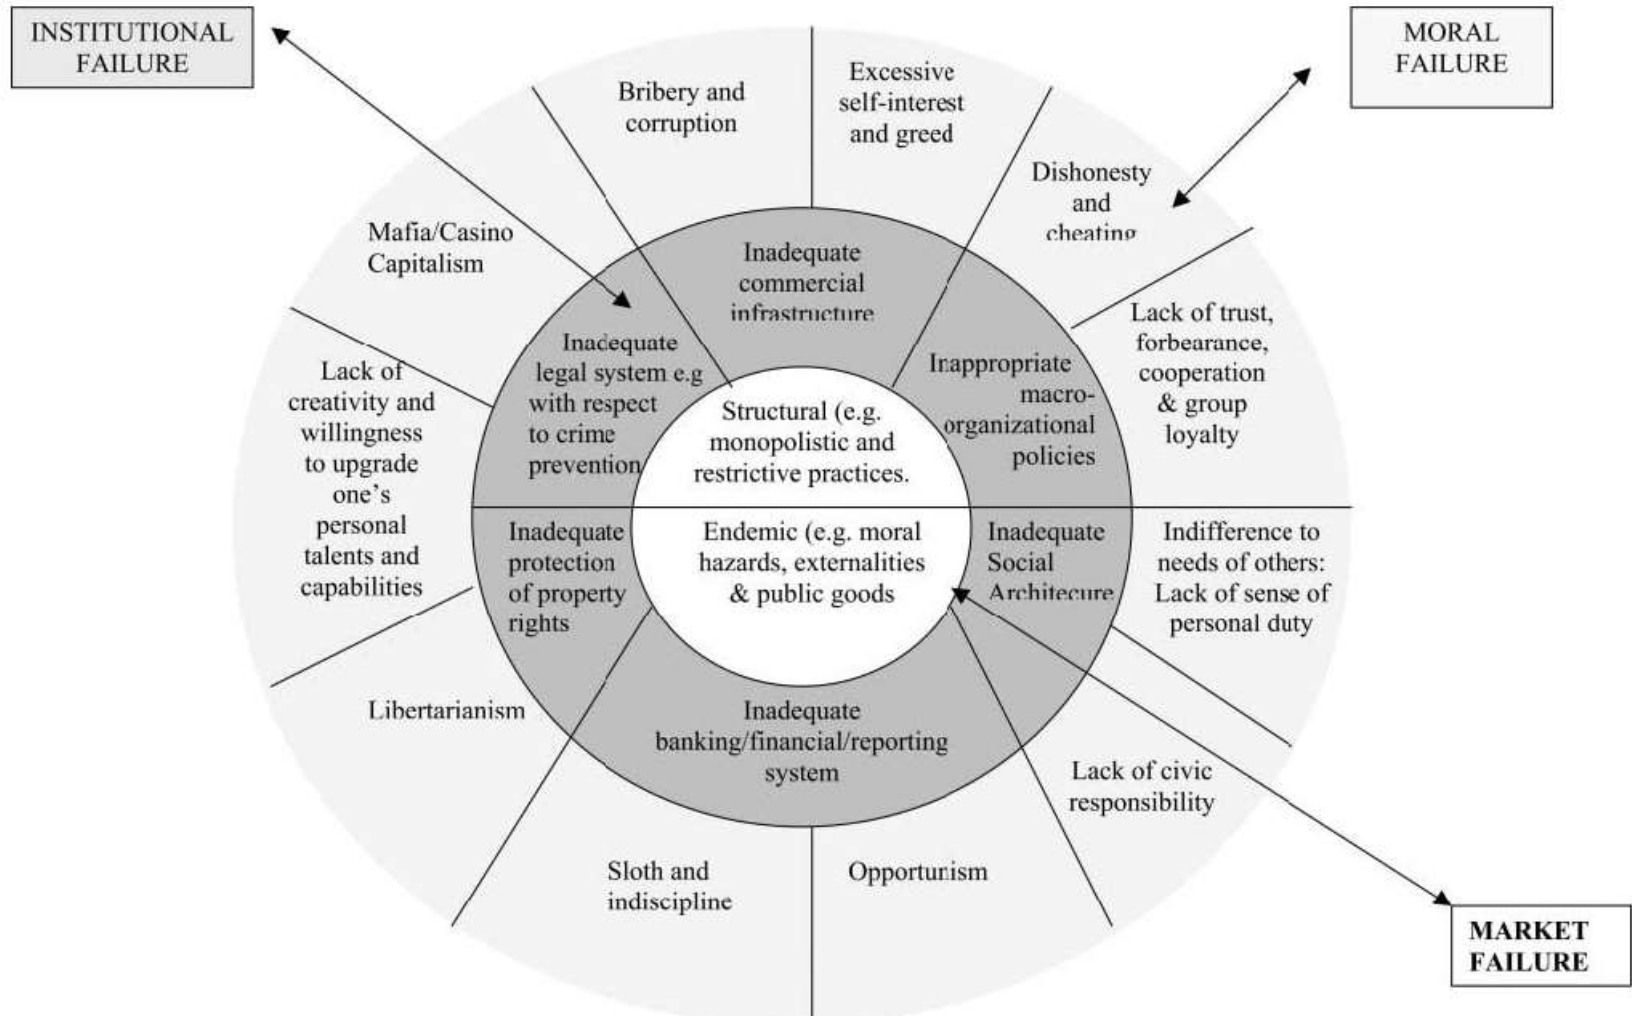 INSTITUTIONAL
FAILURE
MORAL
FAILURE
Bribery and
corruption
Excessive
self-interest
and greed
Dishonesty
and
cheating
Mafia/Casino
Capitalism
Inadequate
commercial
infrastructure
Lack of trust,
forbearance,
cooperation
& group
loyalty
Inadequate
legal system e.g
with respect
to crime
prevention
Inappropriate
macro-
organizational
policies
Lack of
creativity and
willingness
to upgrade
one's
personal
talents and
capabilities
Structural (e.g.
monopolistic and
restrictive practices.
Endemic (e.g. moral
hazards, externalities
& public goods
Inadequate
protection
of property
rights
Inadequate
Social
Architecure
Indifference to
needs of others:
Lack of sense of
personal duty
Libertarianism
Inadequate
banking/financial/reporting
system
Lack of civic
responsibility
Sloth and
indiscipline
Opportunism
MARKET
FAILURE